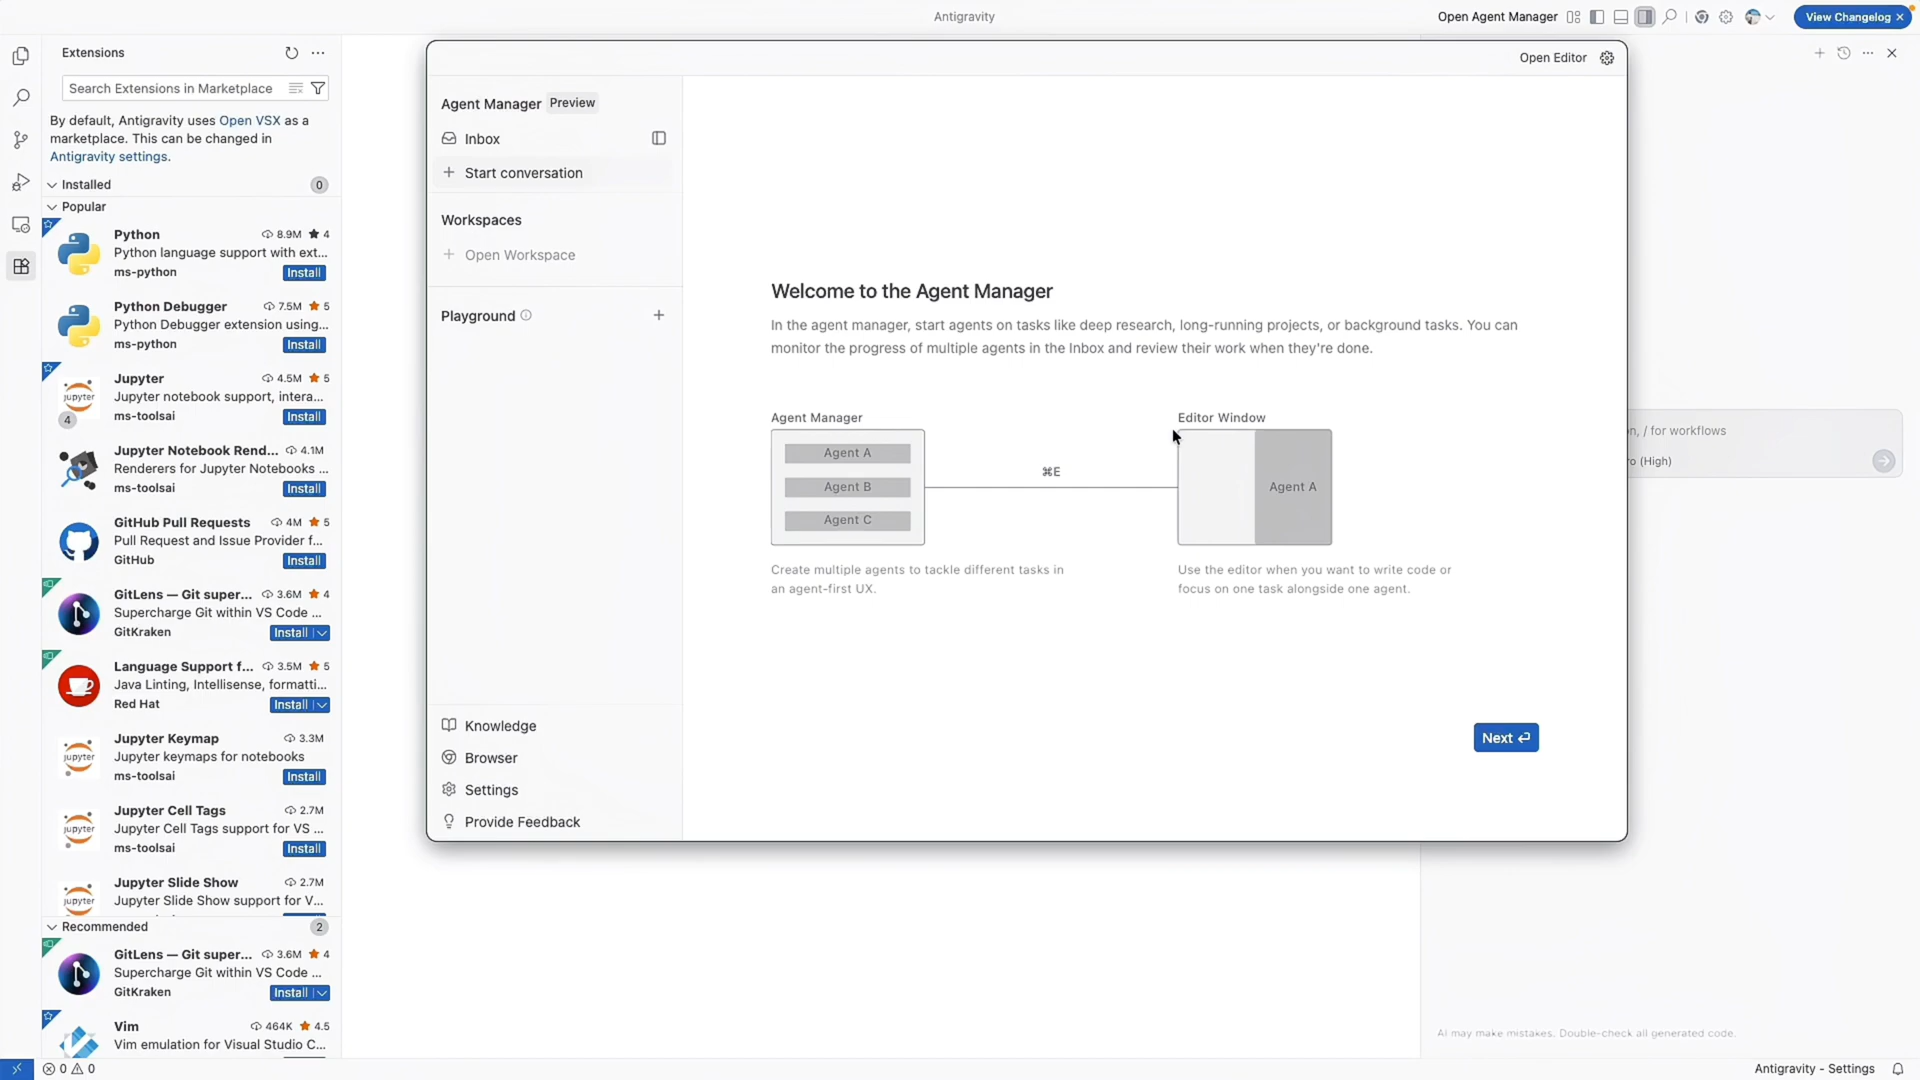 Antigravity
Open Agent Manager
View Changelog ×
Extensions
Search Extensions in Marketplace
By default, Antigravity uses Open VSX as a
marketplace. This can be changed in
Antigravity settings.
Installed
0
Popular
Python 8.9M ★ 4
Python language support with ext...
ms-python Install
Python Debugger 7.5M ★ 5
Python Debugger extension using...
ms-python Install
Jupyter 4.5M ★ 5
Jupyter notebook support, intera...
ms-toolsai Install
jupyter
4
Jupyter Notebook Rend... 4.1M
Renderers for Jupyter Notebooks ...
ms-toolsai Install
GitHub Pull Requests 4M ★ 5
Pull Request and Issue Provider f...
GitHub Install
GitLens — Git super... 3.6M ★ 4
Supercharge Git within VS Code ...
GitKraken Install
Language Support f... 3.5M ★ 5
Java Linting, Intellisense, formatti...
Red Hat Install
Jupyter Keymap 3.3M
Jupyter keymaps for notebooks
jupyter
ms-toolsai Install
Jupyter Cell Tags 2.7M
Jupyter Cell Tags support for VS ...
jupyter
ms-toolsai Install
Jupyter Slide Show 2.7M
Jupyter Slide Show support for V...
jupyter
Recommended
2
GitLens — Git super... 3.6M ★ 4
Supercharge Git within VS Code ...
GitKraken Install
Vim 464K ★ 4.5
Vim emulation for Visual Studio C...
Open Editor
Agent Manager Preview
Inbox
Start conversation
Workspaces
Open Workspace
Playground
Knowledge
Browser
Settings
Provide Feedback
Welcome to the Agent Manager
In the agent manager, start agents on tasks like deep research, long-running projects, or background tasks. You can
monitor the progress of multiple agents in the Inbox and review their work when they're done.
Agent Manager
Agent A
Agent B
Agent C
⌘E
Editor Window
Agent A
Create multiple agents to tackle different tasks in
an agent-first UX.
Use the editor when you want to write code or
focus on one task alongside one agent.
Next
n, / for workflows
ro (High)
AI may make mistakes. Double-check all generated code.
0 0
Antigravity - Settings